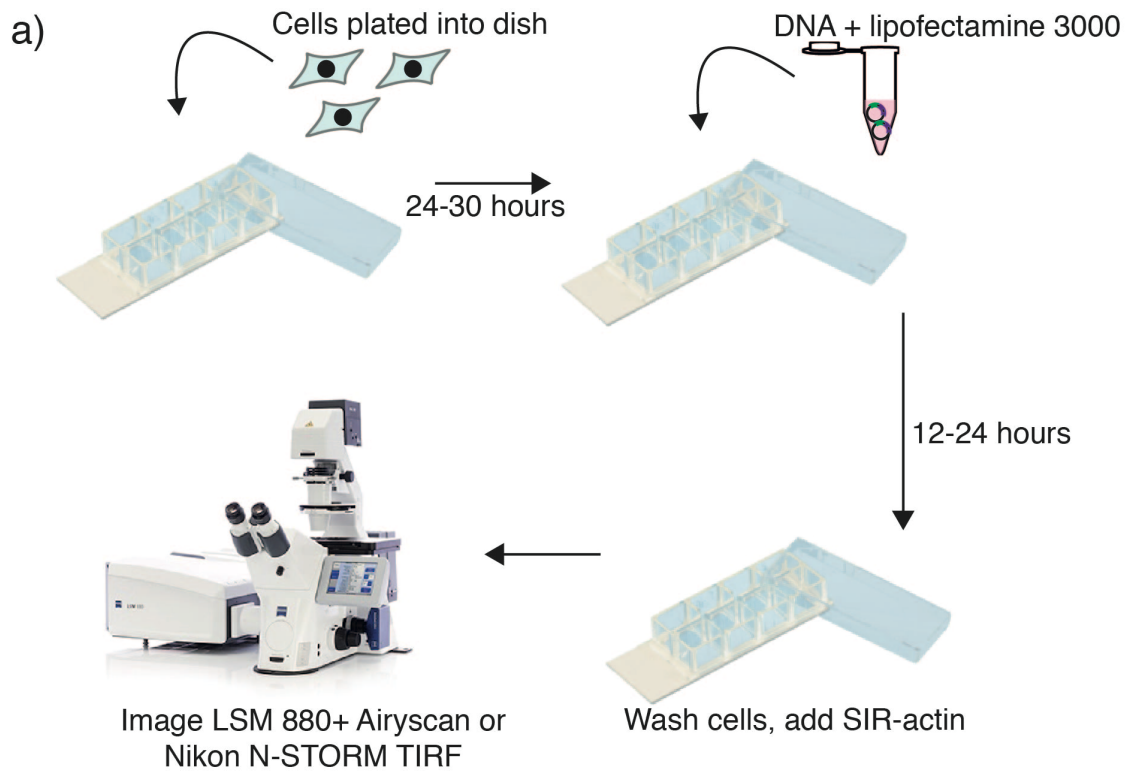 a)
Cells plated into dish
DNA + lipofectamine 3000
24-30 hours
12-24 hours
Wash cells, add SIR-actin
Image LSM 880+ Airyscan or
Nikon N-STORM TIRF